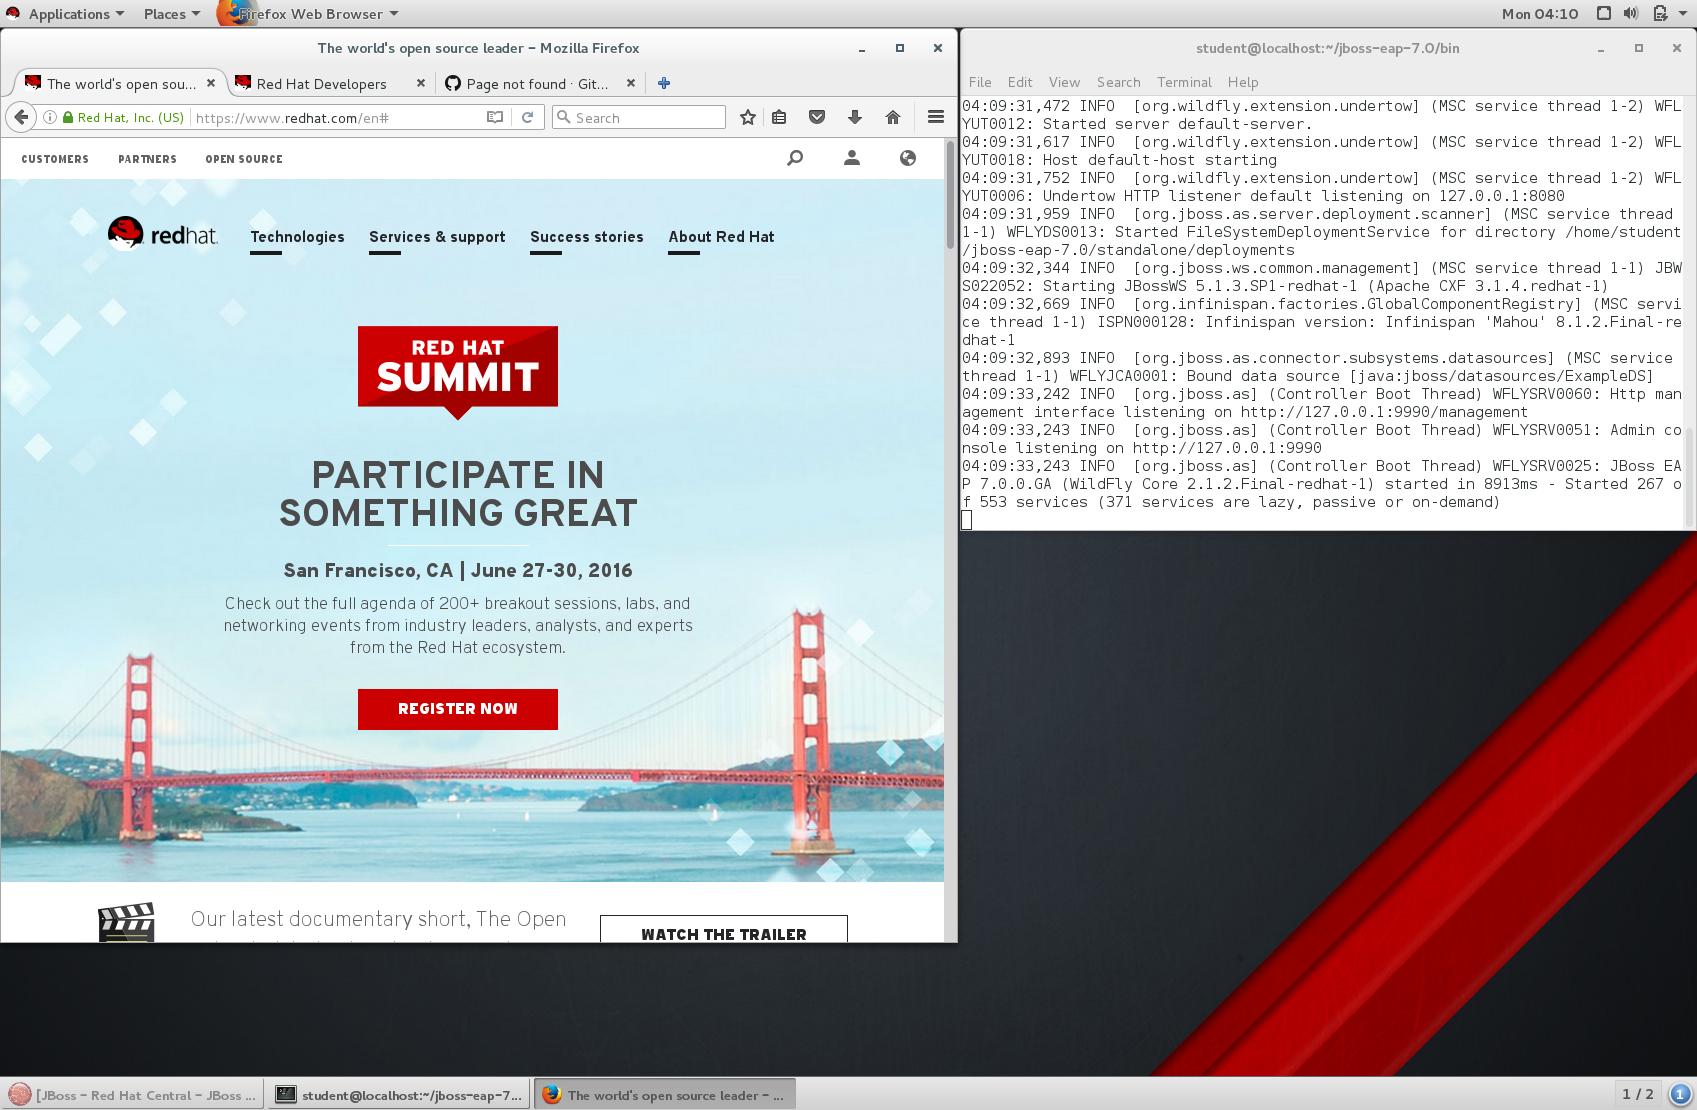 Applications
Places
Firefox Web Browser
Mon 04:10
The world's open source leader – Mozilla Firefox
The world's open sou...
Red Hat Developers
Page not found · Git...
Red Hat, Inc. (US)
https://www.redhat.com/en#
Search
CUSTOMERS
PARTNERS
OPEN SOURCE
redhat.
Technologies
Services & support
Success stories
About Red Hat
RED HAT
SUMMIT
PARTICIPATE IN
SOMETHING GREAT
San Francisco, CA | June 27-30, 2016
Check out the full agenda of 200+ breakout sessions, labs, and
networking events from industry leaders, analysts, and experts
from the Red Hat ecosystem.
REGISTER NOW
Our latest documentary short, The Open
WATCH THE TRAILER
student@localhost:~/jboss-eap-7.0/bin
File Edit View Search Terminal Help
04:09:31,472 INFO  [org.wildfly.extension.undertow] (MSC service thread 1-2) WFL
YUT0012: Started server default-server.
04:09:31,617 INFO  [org.wildfly.extension.undertow] (MSC service thread 1-2) WFL
YUT0018: Host default-host starting
04:09:31,752 INFO  [org.wildfly.extension.undertow] (MSC service thread 1-2) WFL
YUT0006: Undertow HTTP listener default listening on 127.0.0.1:8080
04:09:31,959 INFO  [org.jboss.as.server.deployment.scanner] (MSC service thread
1-1) WFLYDS0013: Started FileSystemDeploymentService for directory /home/student
/jboss-eap-7.0/standalone/deployments
04:09:32,344 INFO  [org.jboss.ws.common.management] (MSC service thread 1-1) JBW
S022052: Starting JBossWS 5.1.3.SP1-redhat-1 (Apache CXF 3.1.4.redhat-1)
04:09:32,669 INFO  [org.infinispan.factories.GlobalComponentRegistry] (MSC servi
ce thread 1-1) ISPN000128: Infinispan version: Infinispan 'Mahou' 8.1.2.Final-re
dhat-1
04:09:32,893 INFO  [org.jboss.as.connector.subsystems.datasources] (MSC service
thread 1-1) WFLYJCA0001: Bound data source [java:jboss/datasources/ExampleDS]
04:09:33,242 INFO  [org.jboss.as] (Controller Boot Thread) WFLYSRV0060: Http man
agement interface listening on http://127.0.0.1:9990/management
04:09:33,243 INFO  [org.jboss.as] (Controller Boot Thread) WFLYSRV0051: Admin co
nsole listening on http://127.0.0.1:9990
04:09:33,243 INFO  [org.jboss.as] (Controller Boot Thread) WFLYSRV0025: JBoss EA
P 7.0.0.GA (WildFly Core 2.1.2.Final-redhat-1) started in 8913ms - Started 267 o
f 553 services (371 services are lazy, passive or on-demand)
[JBoss – Red Hat Central – JBoss ...
student@localhost:~/jboss-eap-7...
The world's open source leader – ...
1 / 2
1